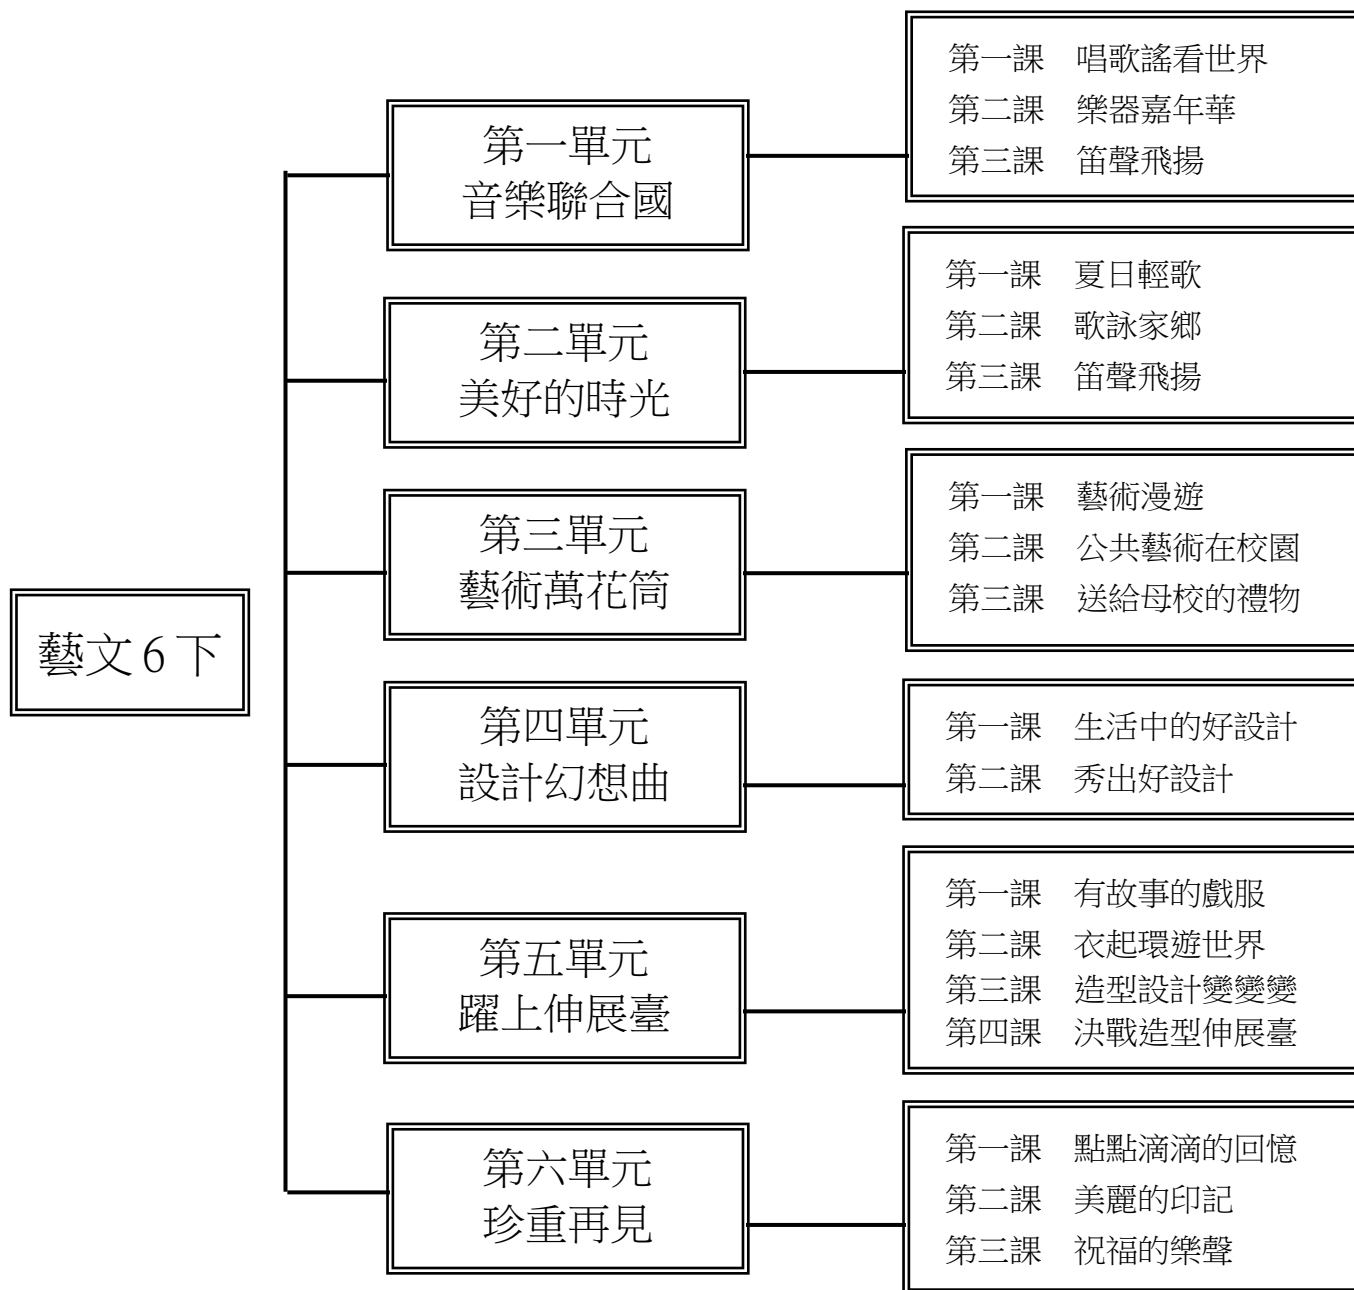 藝文6下
第一單元
音樂聯合國
第一課　唱歌謠看世界
第二課　樂器嘉年華
第三課　笛聲飛揚
第二單元
美好的時光
第一課　夏日輕歌
第二課　歌詠家鄉
第三課　笛聲飛揚
第三單元
藝術萬花筒
第一課　藝術漫遊
第二課　公共藝術在校園
第三課　送給母校的禮物
第四單元
設計幻想曲
第一課　生活中的好設計
第二課　秀出好設計
第五單元
躍上伸展臺
第一課　有故事的戲服
第二課　衣起環遊世界
第三課　造型設計變變變
第四課　決戰造型伸展臺
第六單元
珍重再見
第一課　點點滴滴的回憶
第二課　美麗的印記
第三課　祝福的樂聲